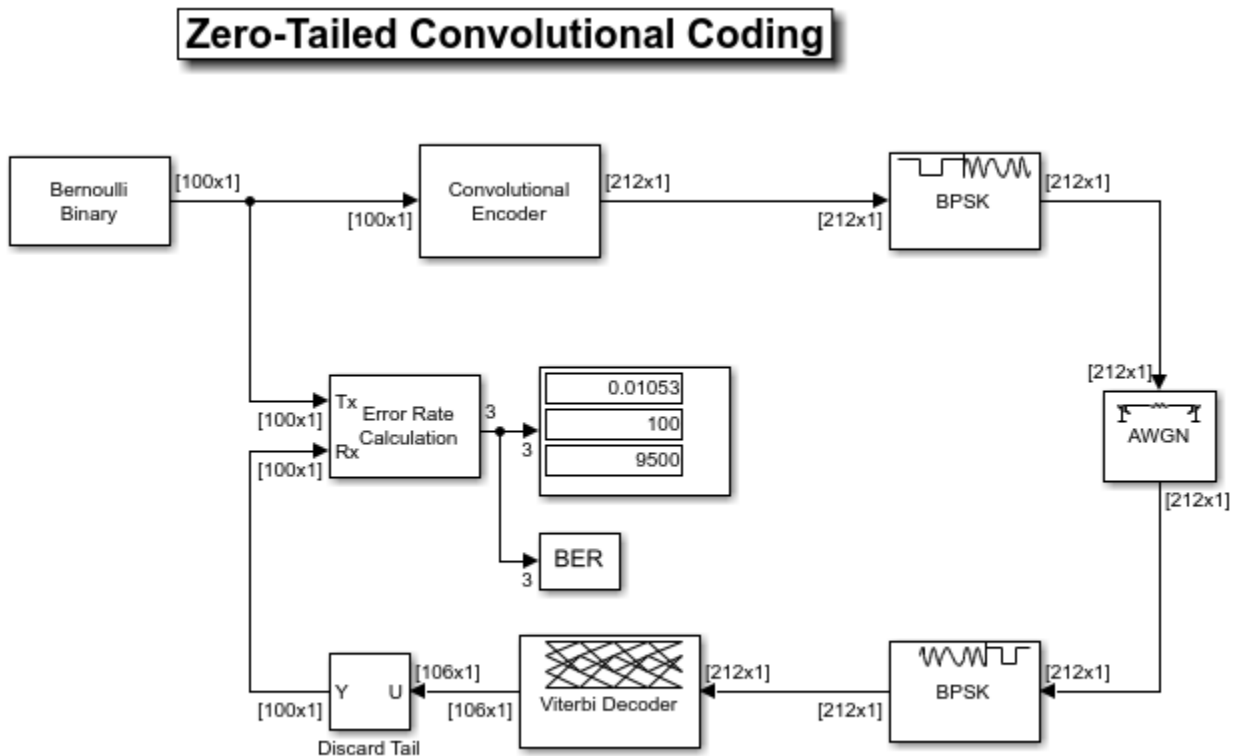 Zero-Tailed Convolutional Coding
Bernoulli
Binary
[100x1]
[100x1]
Convolutional
Encoder
[212x1]
[212x1]
BPSK
[212x1]
[212x1]
AWGN
[212x1]
Tx
Rx
[100x1]
[100x1]
Error Rate
Calculation
3
3
0.01053
100
9500
3
BER
[212x1]
BPSK
[212x1]
[212x1]
Viterbi Decoder
[106x1]
[106x1]
Y
U
[100x1]
Discard Tail